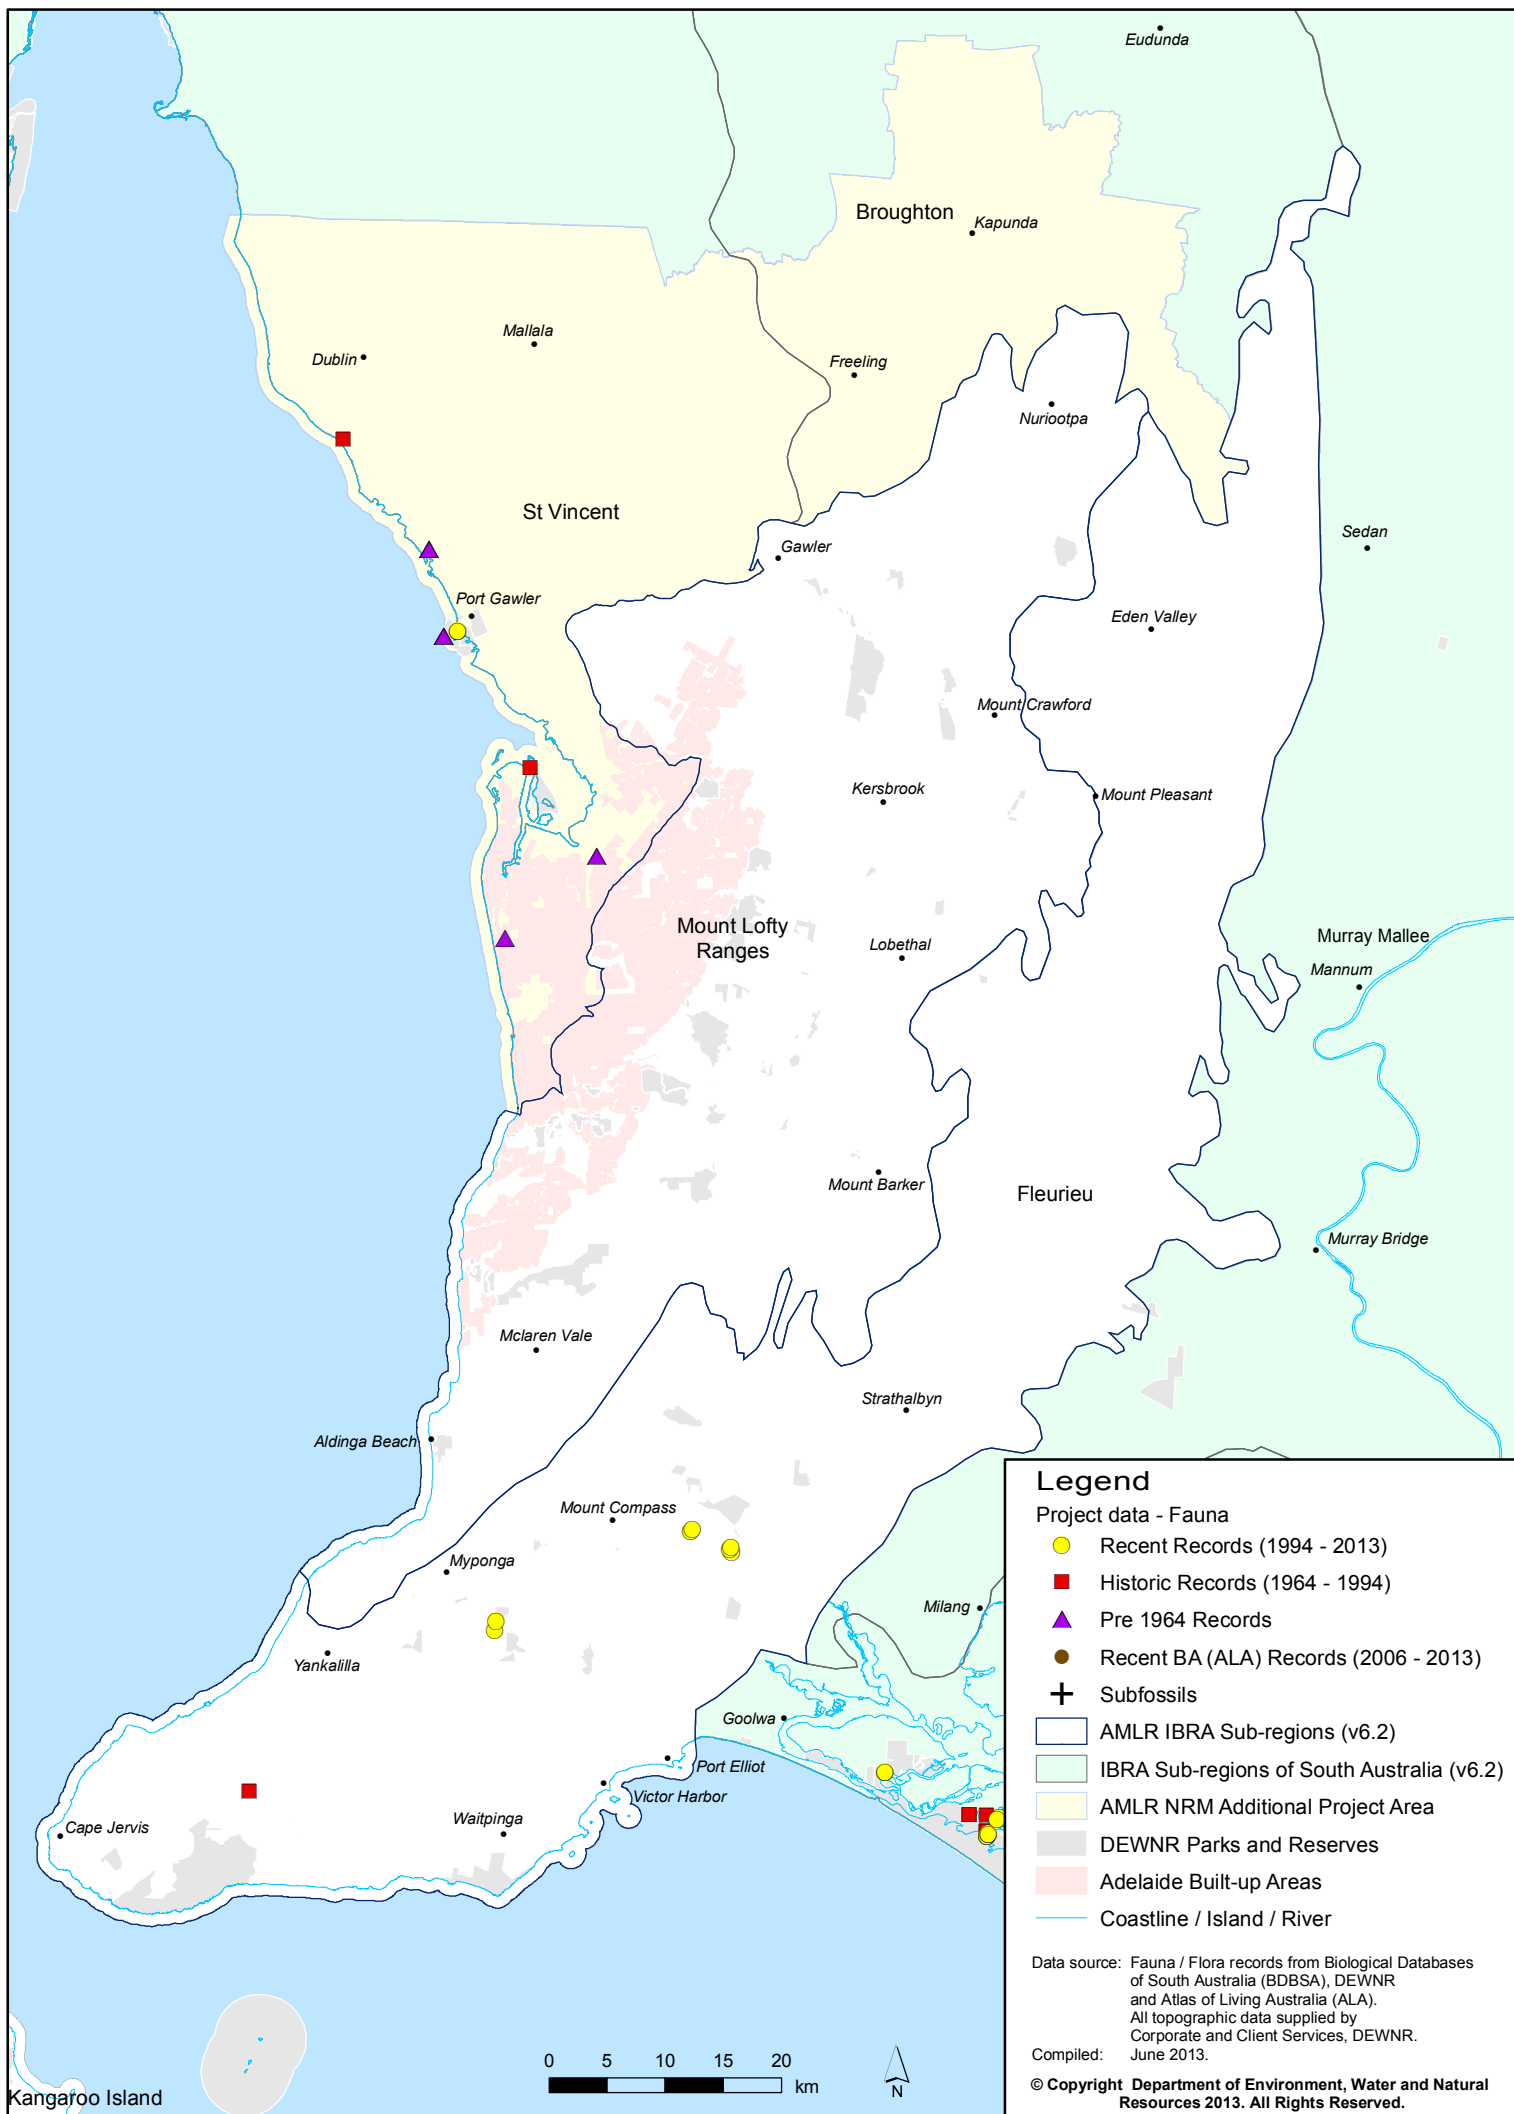 Eudunda
Broughton
Kapunda
Mallala
Dublin
Freeling
Nuriootpa
St Vincent
Sedan
Gawler
Port Gawler
Eden Valley
Mount Crawford
Kersbrook
Mount Pleasant
Mount Lofty
Ranges
Lobethal
Murray Mallee
Mannum
Mount Barker
Fleurieu
Murray Bridge
Mclaren Vale
Strathalbyn
Aldinga Beach
Mount Compass
Myponga
Milang
Yankalilla
Goolwa
Port Elliot
Victor Harbor
Waitpinga
Cape Jervis
Kangaroo Island
0 5 10 15 20
km
N
Legend
Project data - Fauna
Recent Records (1994 - 2013)
Historic Records (1964 - 1994)
Pre 1964 Records
Recent BA (ALA) Records (2006 - 2013)
Subfossils
AMLR IBRA Sub-regions (v6.2)
IBRA Sub-regions of South Australia (v6.2)
AMLR NRM Additional Project Area
DEWNR Parks and Reserves
Adelaide Built-up Areas
Coastline / Island / River
Data source: Fauna / Flora records from Biological Databases
of South Australia (BDBSA), DEWNR
and Atlas of Living Australia (ALA).
All topographic data supplied by
Corporate and Client Services, DEWNR.
Compiled: June 2013.
© Copyright Department of Environment, Water and Natural
Resources 2013. All Rights Reserved.